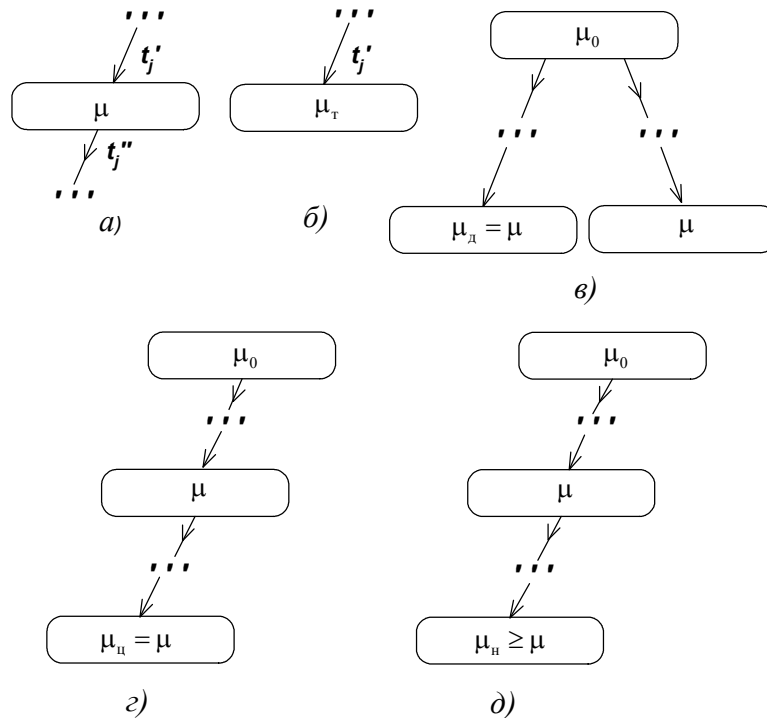 ' ' '
t_j'
μ
t_j''
' ' '
а)
' ' '
t_j'
μ_т
б)
μ_0
' ' ' ' ' '
μ_д = μ μ
в)
μ_0
' ' '
μ
' ' '
μ_ц = μ
г)
μ_0
' ' '
μ
' ' '
μ_н ≥ μ
д)